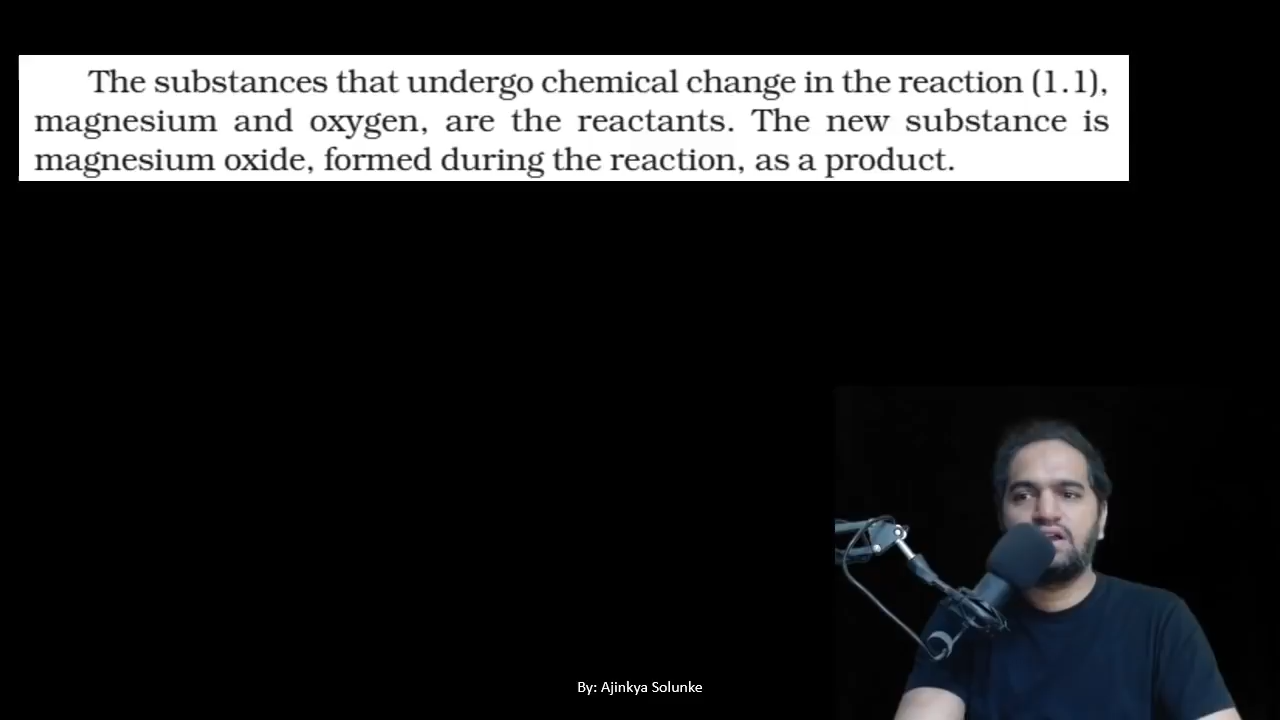 The substances that undergo chemical change in the reaction (1.1),
magnesium and oxygen, are the reactants. The new substance is
magnesium oxide, formed during the reaction, as a product.
By: Ajinkya Solunke